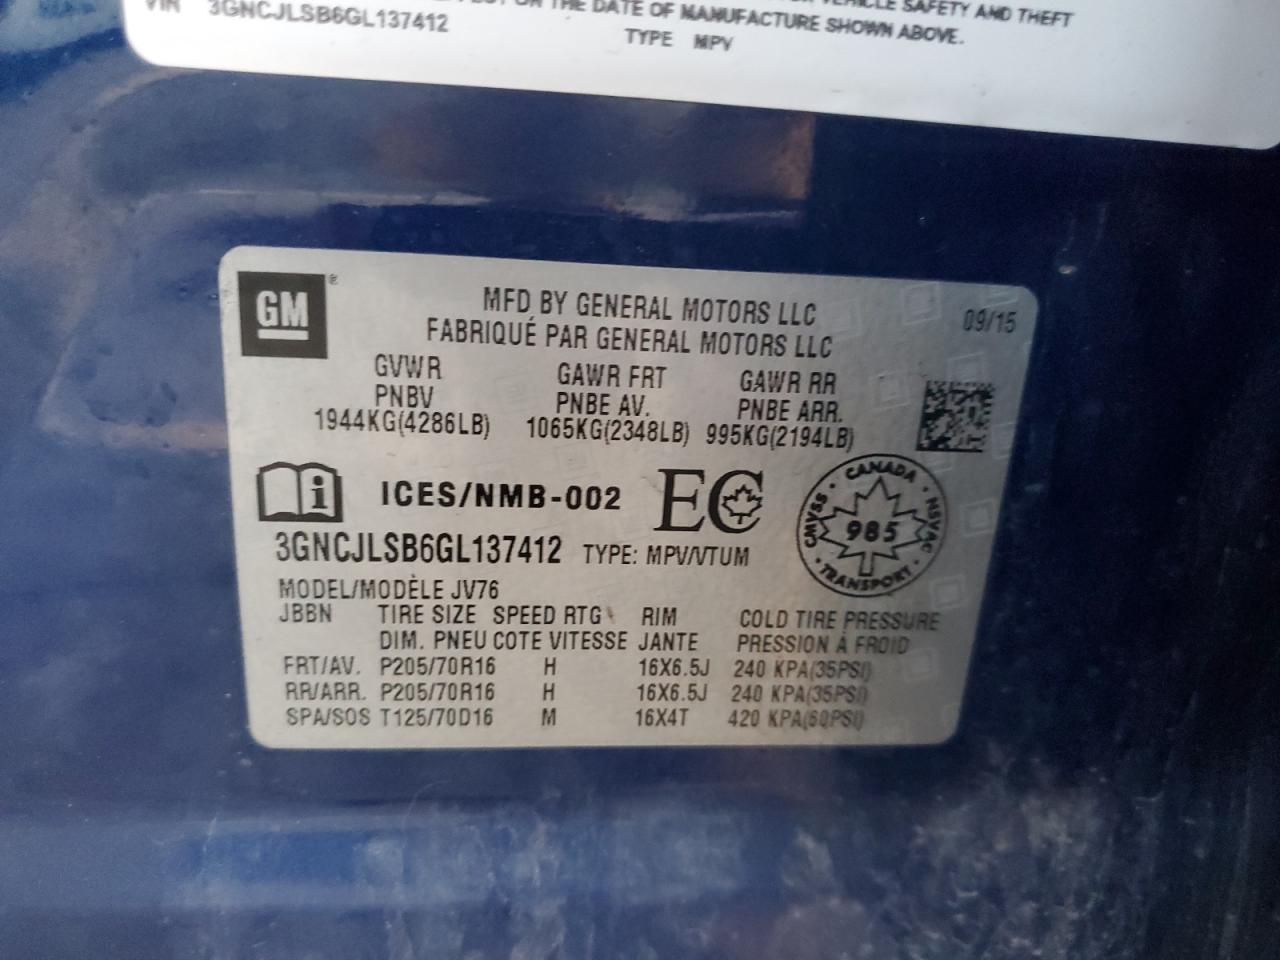 VEHICLE SAFETY AND THEFT
ON THE DATE OF MANUFACTURE SHOWN ABOVE.
VIN 3GNCJLSB6GL137412
TYPE MPV
GM ®
MFD BY GENERAL MOTORS LLC
FABRIQUÉ PAR GENERAL MOTORS LLC
09/15
GVWR GAWR FRT GAWR RR
PNBV PNBE AV. PNBE ARR.
1944KG(4286LB) 1065KG(2348LB) 995KG(2194LB)
i ICES/NMB-002 EC
CANADA
CMVSS 985 NSVAC
TRANSPORT
3GNCJLSB6GL137412 TYPE: MPV/VTUM
MODEL/MODÈLE JV76
JBBN TIRE SIZE SPEED RTG RIM COLD TIRE PRESSURE
DIM. PNEU COTE VITESSE JANTE PRESSION À FROID
FRT/AV. P205/70R16 H 16X6.5J 240 KPA(35PSI)
RR/ARR. P205/70R16 H 16X6.5J 240 KPA(35PSI)
SPA/SOS T125/70D16 M 16X4T 420 KPA(60PSI)